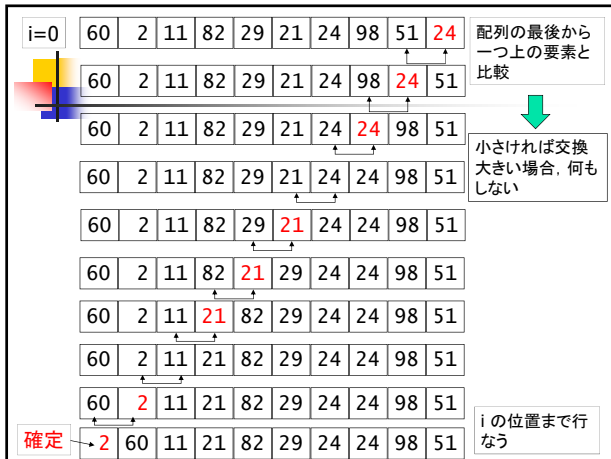 i=0
60 2 11 82 29 21 24 98 51 24
配列の最後から
一つ上の要素と
比較
60 2 11 82 29 21 24 98 24 51
60 2 11 82 29 21 24 24 98 51
小さければ交換
大きい場合, 何も
しない
60 2 11 82 29 21 24 24 98 51
60 2 11 82 29 21 24 24 98 51
60 2 11 82 21 29 24 24 98 51
60 2 11 21 82 29 24 24 98 51
60 2 11 21 82 29 24 24 98 51
60 2 11 21 82 29 24 24 98 51
i の位置まで行
なう
確定
2 60 11 21 82 29 24 24 98 51